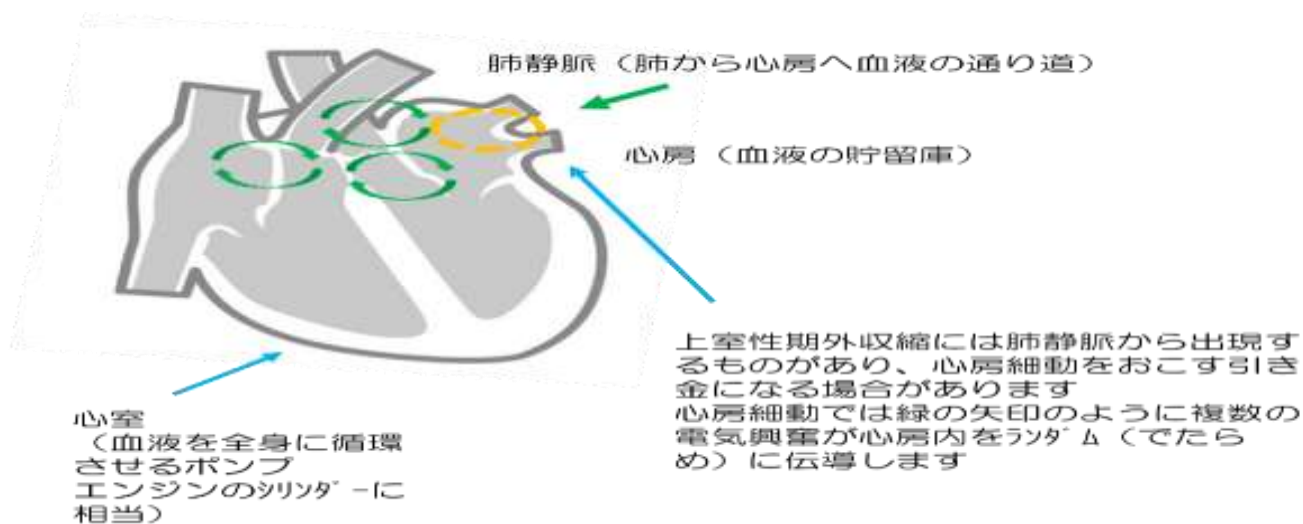 肺静脈（肺から心房へ血液の通り道）
心房（血液の貯留庫）
上室性期外収縮には肺静脈から出現す
るものがあり、心房細動をおこす引き
金になる場合があります
心房細動では緑の矢印のように複数の
電気興奮が心房内をﾗﾝﾀﾞﾑ（でたら
め）に伝導します
心室
（血液を全身に循環
させるポンプ
エンジンのｼﾘﾝﾀﾞｰに
相当）